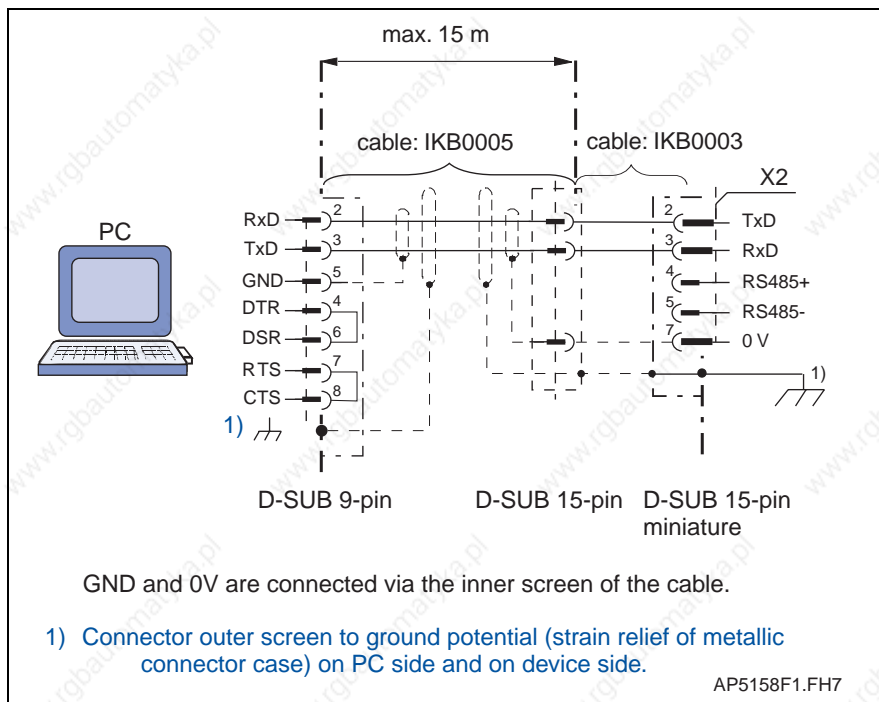 max. 15 m
cable: IKB0005
cable: IKB0003
X2
PC
RxD 2
2 TxD
TxD 3
3 RxD
GND 5
4 RS485+
DTR 4
5 RS485-
DSR 6
7 0 V
RTS 7
CTS 8
1)
1)
D-SUB 9-pin
D-SUB 15-pin
D-SUB 15-pin
miniature
GND and 0V are connected via the inner screen of the cable.
1) Connector outer screen to ground potential (strain relief of metallic
connector case) on PC side and on device side.
AP5158F1.FH7
www.rgbautomatyka.pl